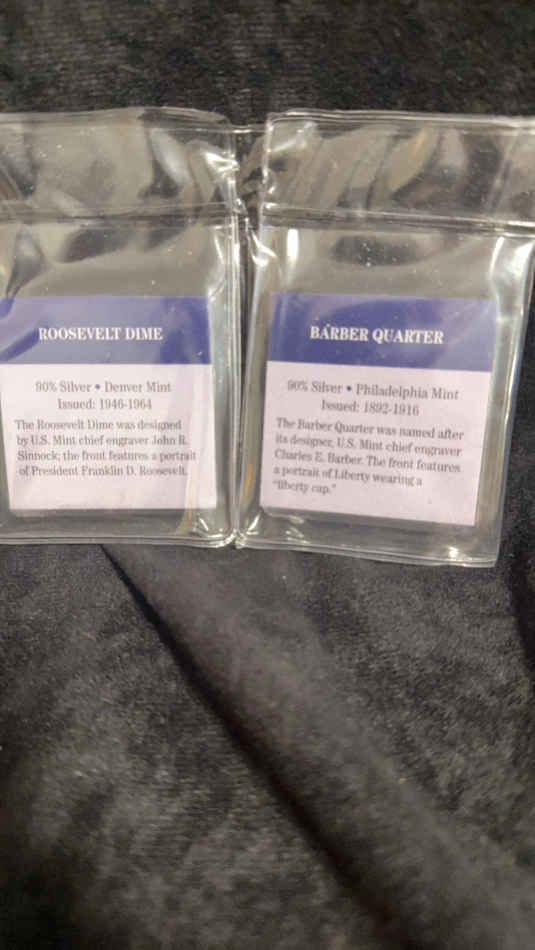 ROOSEVELT DIME
90% Silver • Denver Mint
Issued: 1946-1964
The Roosevelt Dime was designed
by U.S. Mint chief engraver John R.
Sinnock; the front features a portrait
of President Franklin D. Roosevelt.
BARBER QUARTER
90% Silver • Philadelphia Mint
Issued: 1892-1916
The Barber Quarter was named after
its designer, U.S. Mint chief engraver
Charles E. Barber. The front features
a portrait of Liberty wearing a
"liberty cap."